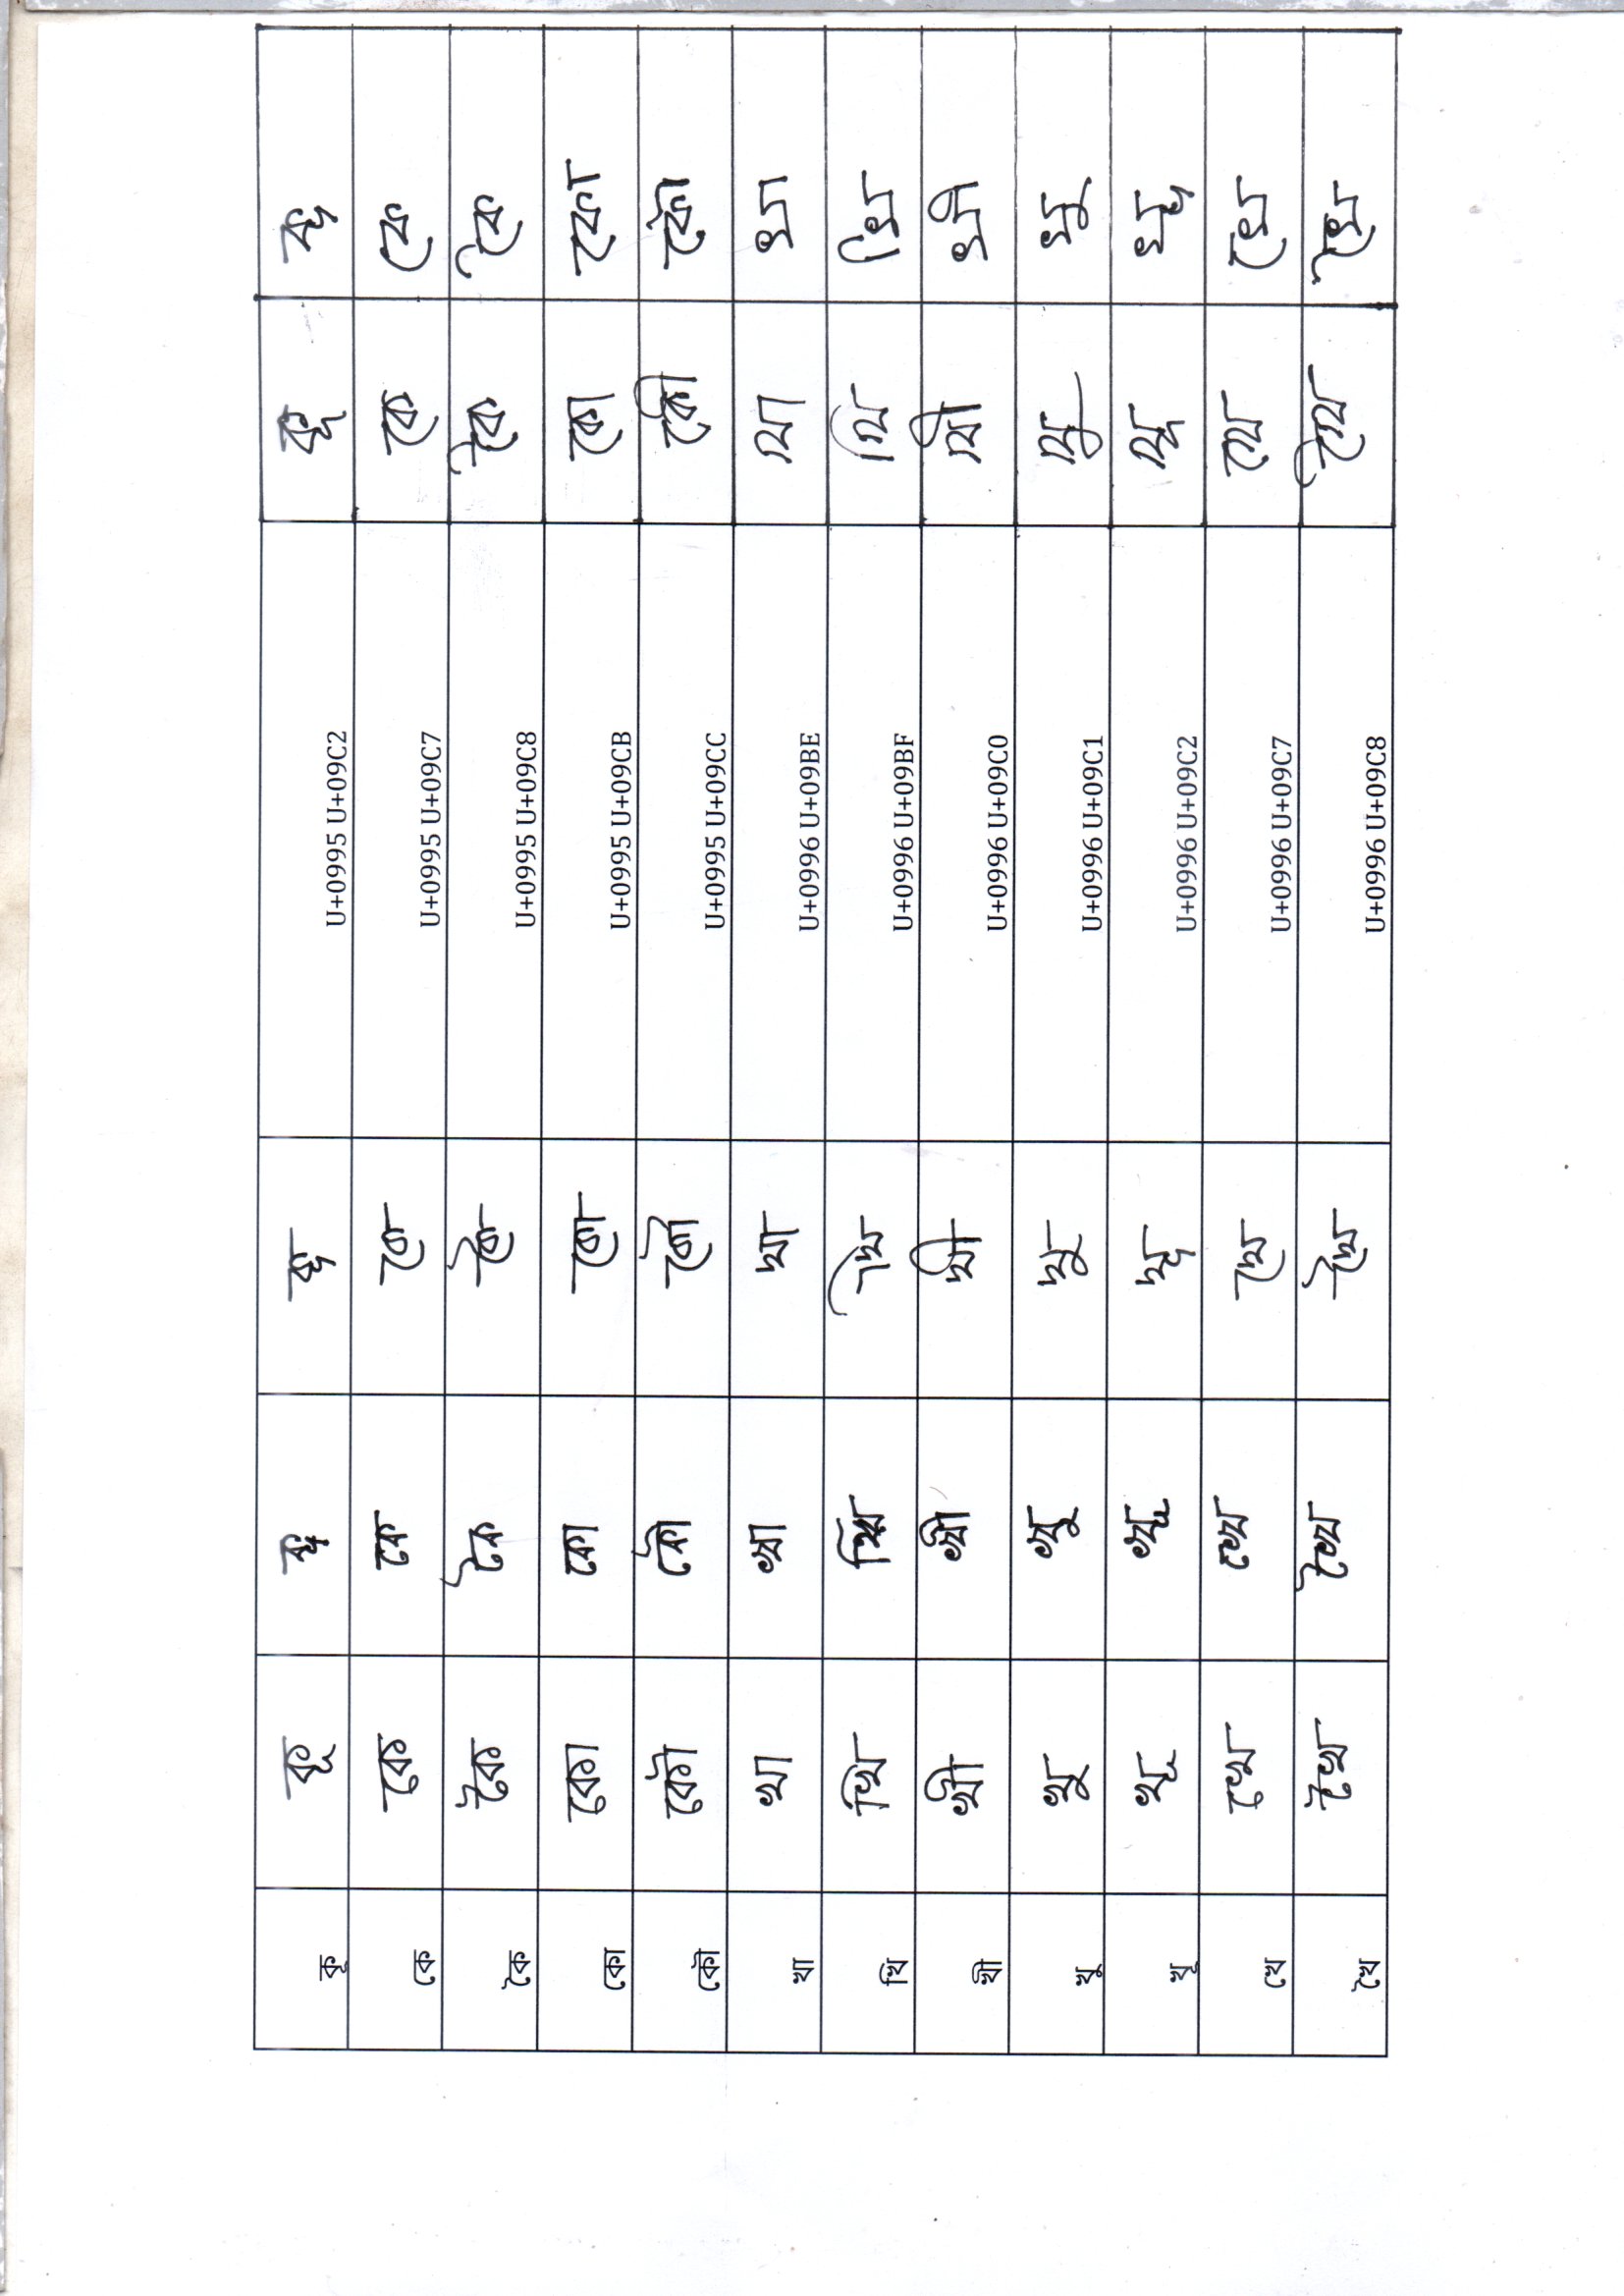 কূ কূ কূ কূ U+0995 U+09C2 কূ কূ
কে কে কে কে U+0995 U+09C7 কে কে
কৈ কৈ কৈ কৈ U+0995 U+09C8 কৈ কৈ
কো কো কো কো U+0995 U+09CB কো কো
কৌ কৌ কৌ কৌ U+0995 U+09CC কৌ কৌ
খা খা খা খা U+0996 U+09BE খা খা
খি খি খি খি U+0996 U+09BF খি খি
খী খী খী খী U+0996 U+09C0 খী খী
খু খু খু খু U+0996 U+09C1 খু খু
খূ খূ খূ খূ U+0996 U+09C2 খূ খূ
খে খে খে খে U+0996 U+09C7 খে খে
খৈ খৈ খৈ খৈ U+0996 U+09C8 খৈ খৈ